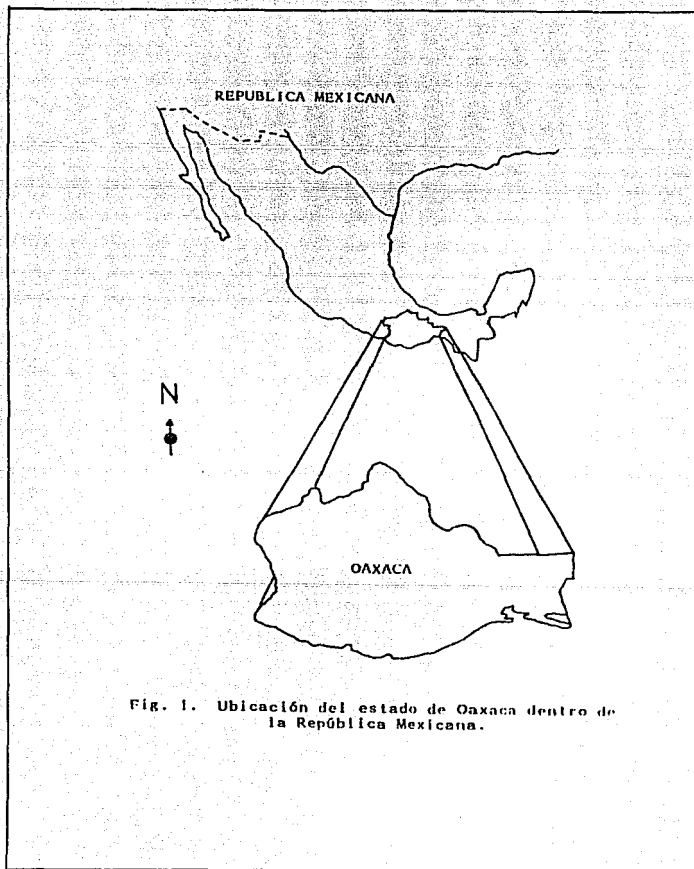 REPUBLICA MEXICANA
N
OAXACA
Fig. 1. Ubicación del estado de Oaxaca dentro de
la República Mexicana.